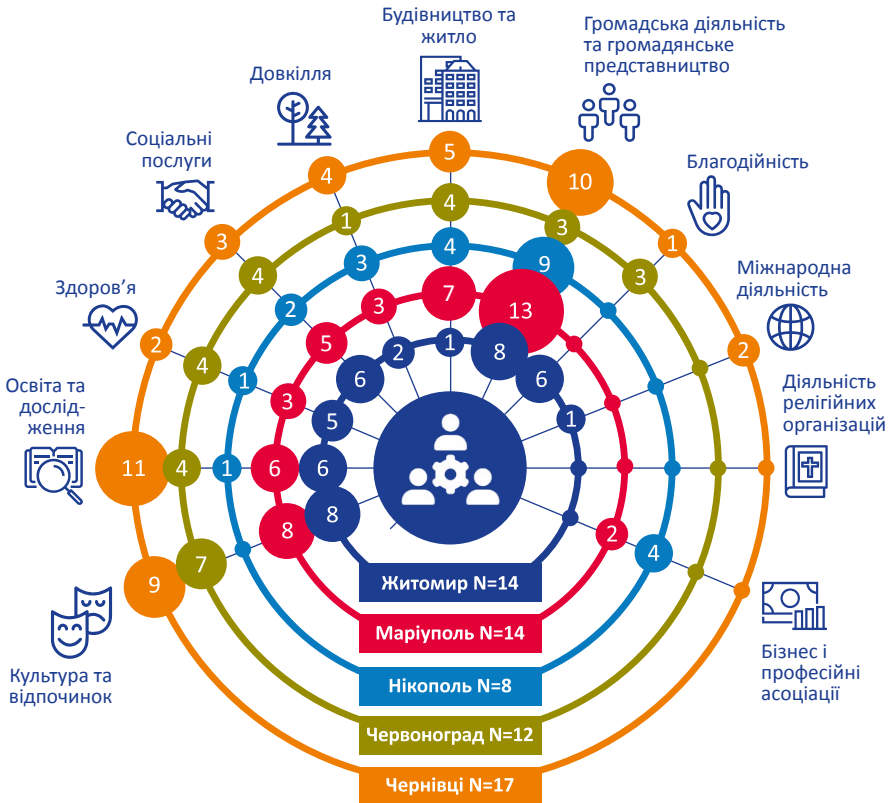 Будівництво та
житло
Громадська діяльність
та громадянське
представництво
Довкілля
Соціальні
послуги
Благодійність
Здоров’я
Міжнародна
діяльність
Освіта та
дослід-
ження
Діяльність
релігійних
організацій
Культура та
відпочинок
Бізнес і
професійні
асоціації
9
11
2
3
4
5
10
1
2
7
4
4
4
1
4
3
3
1
1
2
3
4
9
4
8
6
3
5
3
7
13
2
8
6
5
6
2
1
8
6
1
Житомир N=14
Маріуполь N=14
Нікополь N=8
Червоноград N=12
Чернівці N=17